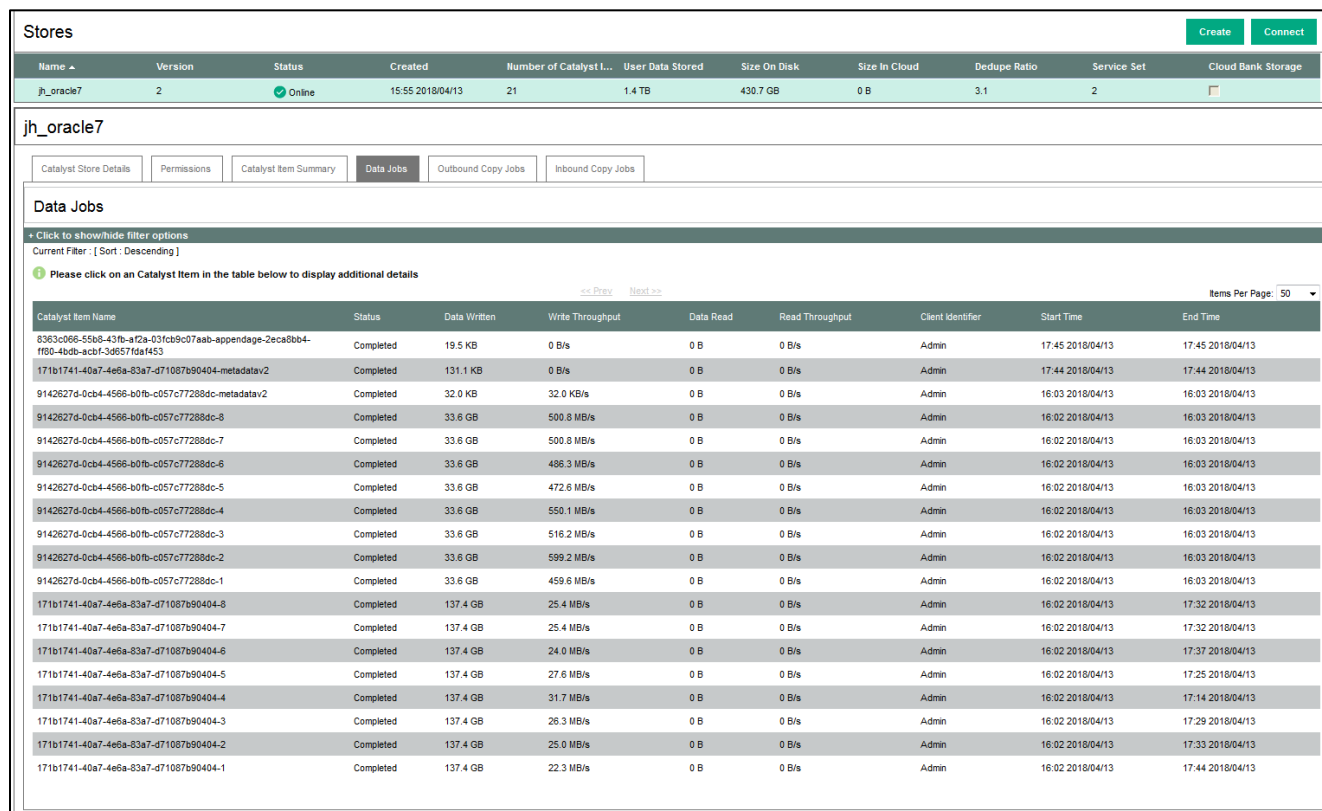 Stores
Create Connect
Name Version Status Created Number of Catalyst I... User Data Stored Size On Disk Size In Cloud Dedupe Ratio Service Set Cloud Bank Storage
jh_oracle7 2 Online 15:55 2018/04/13 21 1.4 TB 430.7 GB 0 B 3.1 2
jh_oracle7
Catalyst Store Details Permissions Catalyst Item Summary Data Jobs Outbound Copy Jobs Inbound Copy Jobs
Data Jobs
+ Click to show/hide filter options
Current Filter : [ Sort : Descending ]
Please click on an Catalyst Item in the table below to display additional details
<< Prev Next >> Items Per Page: 50
Catalyst Item Name Status Data Written Write Throughput Data Read Read Throughput Client Identifier Start Time End Time
8363c066-55b8-43fb-af2a-03fcb9c07aab-appendage-2eca8bb4-
ff80-4bdb-acbf-3d657fdaf453 Completed 19.5 KB 0 B/s 0 B 0 B/s Admin 17:45 2018/04/13 17:45 2018/04/13
171b1741-40a7-4e6a-83a7-d71087b90404-metadatav2 Completed 131.1 KB 0 B/s 0 B 0 B/s Admin 17:44 2018/04/13 17:44 2018/04/13
9142627d-0cb4-4566-b0fb-c057c77288dc-metadatav2 Completed 32.0 KB 32.0 KB/s 0 B 0 B/s Admin 16:03 2018/04/13 16:03 2018/04/13
9142627d-0cb4-4566-b0fb-c057c77288dc-8 Completed 33.6 GB 500.8 MB/s 0 B 0 B/s Admin 16:02 2018/04/13 16:03 2018/04/13
9142627d-0cb4-4566-b0fb-c057c77288dc-7 Completed 33.6 GB 500.8 MB/s 0 B 0 B/s Admin 16:02 2018/04/13 16:03 2018/04/13
9142627d-0cb4-4566-b0fb-c057c77288dc-6 Completed 33.6 GB 486.3 MB/s 0 B 0 B/s Admin 16:02 2018/04/13 16:03 2018/04/13
9142627d-0cb4-4566-b0fb-c057c77288dc-5 Completed 33.6 GB 472.6 MB/s 0 B 0 B/s Admin 16:02 2018/04/13 16:03 2018/04/13
9142627d-0cb4-4566-b0fb-c057c77288dc-4 Completed 33.6 GB 550.1 MB/s 0 B 0 B/s Admin 16:02 2018/04/13 16:03 2018/04/13
9142627d-0cb4-4566-b0fb-c057c77288dc-3 Completed 33.6 GB 516.2 MB/s 0 B 0 B/s Admin 16:02 2018/04/13 16:03 2018/04/13
9142627d-0cb4-4566-b0fb-c057c77288dc-2 Completed 33.6 GB 599.2 MB/s 0 B 0 B/s Admin 16:02 2018/04/13 16:03 2018/04/13
9142627d-0cb4-4566-b0fb-c057c77288dc-1 Completed 33.6 GB 459.6 MB/s 0 B 0 B/s Admin 16:02 2018/04/13 16:03 2018/04/13
171b1741-40a7-4e6a-83a7-d71087b90404-8 Completed 137.4 GB 25.4 MB/s 0 B 0 B/s Admin 16:02 2018/04/13 17:32 2018/04/13
171b1741-40a7-4e6a-83a7-d71087b90404-7 Completed 137.4 GB 25.4 MB/s 0 B 0 B/s Admin 16:02 2018/04/13 17:32 2018/04/13
171b1741-40a7-4e6a-83a7-d71087b90404-6 Completed 137.4 GB 24.0 MB/s 0 B 0 B/s Admin 16:02 2018/04/13 17:37 2018/04/13
171b1741-40a7-4e6a-83a7-d71087b90404-5 Completed 137.4 GB 27.6 MB/s 0 B 0 B/s Admin 16:02 2018/04/13 17:25 2018/04/13
171b1741-40a7-4e6a-83a7-d71087b90404-4 Completed 137.4 GB 31.7 MB/s 0 B 0 B/s Admin 16:02 2018/04/13 17:14 2018/04/13
171b1741-40a7-4e6a-83a7-d71087b90404-3 Completed 137.4 GB 26.3 MB/s 0 B 0 B/s Admin 16:02 2018/04/13 17:29 2018/04/13
171b1741-40a7-4e6a-83a7-d71087b90404-2 Completed 137.4 GB 25.0 MB/s 0 B 0 B/s Admin 16:02 2018/04/13 17:33 2018/04/13
171b1741-40a7-4e6a-83a7-d71087b90404-1 Completed 137.4 GB 22.3 MB/s 0 B 0 B/s Admin 16:02 2018/04/13 17:44 2018/04/13